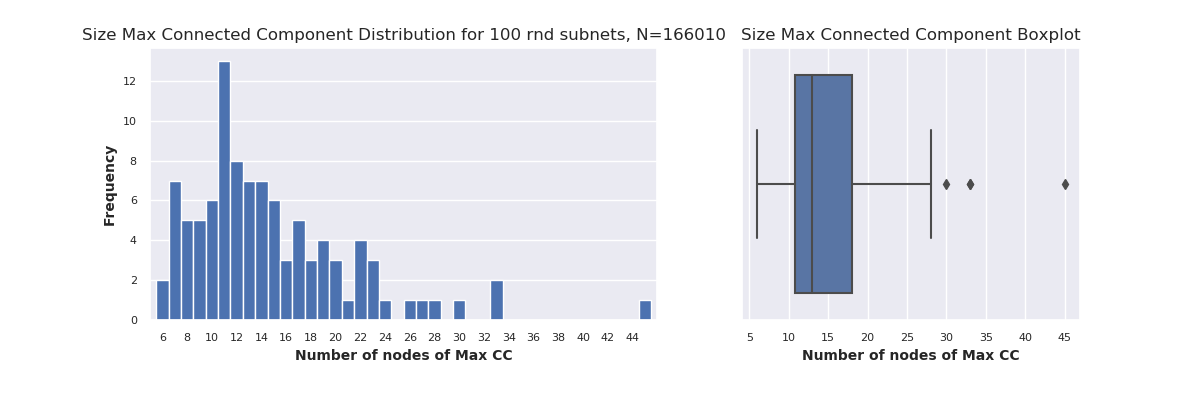 Size Max Connected Component Distribution for 100 rnd subnets, N=166010
Frequency
12
10
8
6
4
2
0
6 8 10 12 14 16 18 20 22 24 26 28 30 32 34 36 38 40 42 44
Number of nodes of Max CC
Size Max Connected Component Boxplot
5 10 15 20 25 30 35 40 45
Number of nodes of Max CC